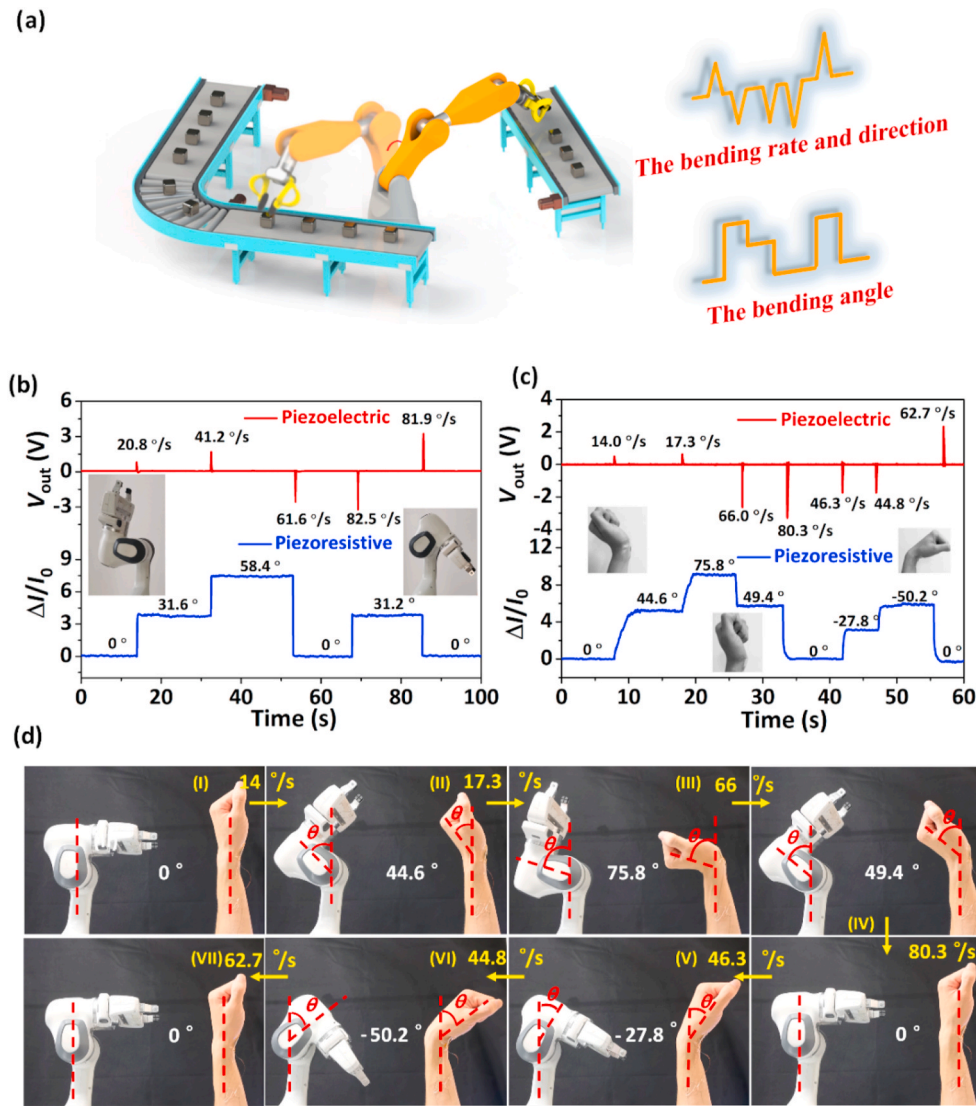 (a)
The bending rate and direction
The bending angle
(b)
6
3
0
-3
9
6
3
0
V out (V)
ΔI/I0
Piezoelectric
20.8 °/s
41.2 °/s
61.6 °/s
82.5 °/s
81.9 °/s
Piezoresistive
0 °
31.6 °
58.4 °
0 °
31.2 °
0 °
0 20 40 60 80 100
Time (s)
(c)
4
2
0
-2
-4
12
8
4
0
V out (V)
ΔI/I0
Piezoelectric
62.7 °/s
14.0 °/s
17.3 °/s
66.0 °/s
80.3 °/s
46.3 °/s
44.8 °/s
Piezoresistive
0 °
44.6 °
75.8 °
49.4 °
0 °
-27.8 °
-50.2 °
0 °
0 10 20 30 40 50 60
Time (s)
(d)
(I) 14 °/s
(II) 17.3 °/s
(III) 66 °/s
0 °
θ 44.6 ° θ
θ 75.8 ° θ
θ 49.4 ° θ
(IV)
80.3 °/s
(VII) 62.7 °/s
(VI) 44.8 °/s
(V) 46.3 °/s
0 °
θ - 50.2 ° θ
θ - 27.8 ° θ
0 °